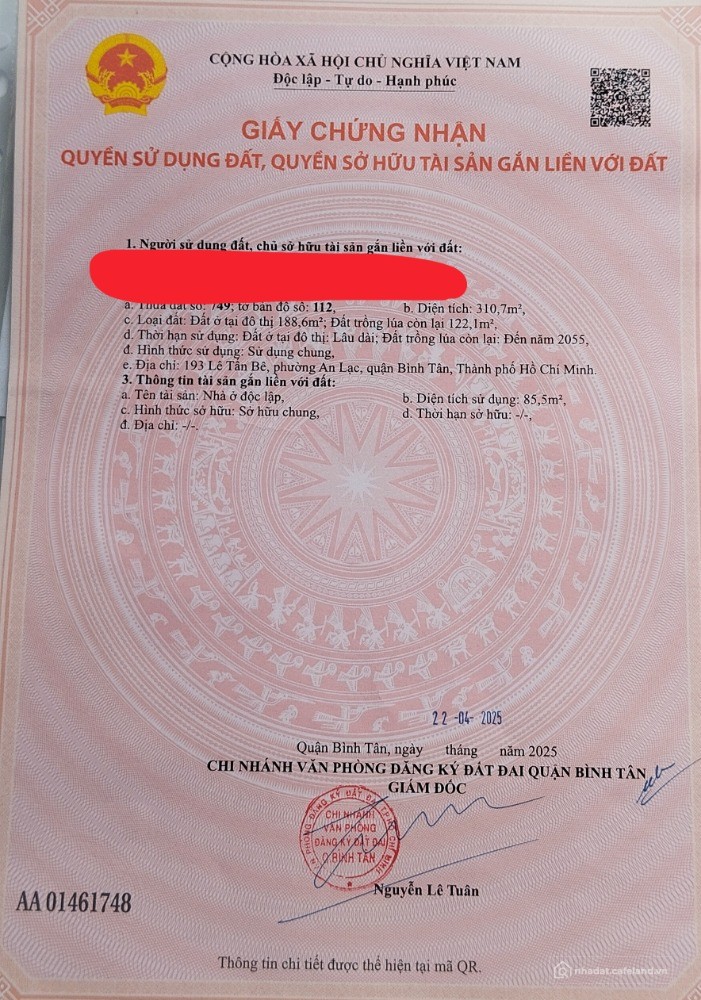 CỘNG HÒA XÃ HỘI CHỦ NGHĨA VIỆT NAM
Độc lập - Tự do - Hạnh phúc
GIẤY CHỨNG NHẬN
QUYỀN SỬ DỤNG ĐẤT, QUYỀN SỞ HỮU TÀI SẢN GẮN LIỀN VỚI ĐẤT
1. Người sử dụng đất, chủ sở hữu tài sản gắn liền với đất:
a. Thửa đất số: 749; tờ bản đồ số: 112, b. Diện tích: 310,7m²,
c. Loại đất: Đất ở tại đô thị 188,6m²; Đất trồng lúa còn lại 122,1m²,
d. Thời hạn sử dụng: Đất ở tại đô thị: Lâu dài; Đất trồng lúa còn lại: Đến năm 2055,
đ. Hình thức sử dụng: Sử dụng chung,
e. Địa chỉ: 193 Lê Tấn Bê, phường An Lạc, quận Bình Tân, Thành phố Hồ Chí Minh.
3. Thông tin tài sản gắn liền với đất:
a. Tên tài sản: Nhà ở độc lập, b. Diện tích sử dụng: 85,5m²,
c. Hình thức sở hữu: Sở hữu chung, d. Thời hạn sở hữu: -/-,
đ. Địa chỉ: -/-.
22 -04- 2025
Quận Bình Tân, ngày tháng năm 2025
CHI NHÁNH VĂN PHÒNG ĐĂNG KÝ ĐẤT ĐAI QUẬN BÌNH TÂN
GIÁM ĐỐC
CHI NHÁNH
VĂN PHÒNG
ĐĂNG KÝ ĐẤT ĐAI
Q.BÌNH TÂN
Nguyễn Lê Tuân
AA 01461748
Thông tin chi tiết được thể hiện tại mã QR.
nhadat.cafeland.vn